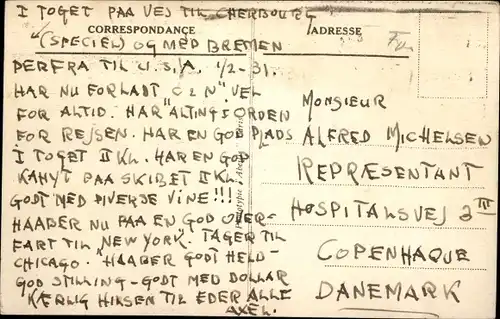 I TOGET PAA VEJ TIL CHERBOURG
CORRESPONDANCE
"(SPECIEL) OG MED BREMEN
DERFRA TIL U.S.A. 1/2-31.
HAR NU FORLADT C & N" VEL
FOR ALTID. HAR "ALTING I ORDEN
FOR REJSEN. HAR EN GOD PLADS
I TOGET II KL. HAR EN GOD
KAHYT PAA SKIBET II KL.
GODT MED DIVERSE VINE!!!
HAABER NU PAA EN GOD OVER-
FART TIL NEW YORK". TAGER TIL
CHICAGO. HAABER GODT HELD-
GOD STILLING - GODT MED DOLLAR
KÆRLIG HILSEN TIL EDER ALLE
AXEL.
ADRESSE
MONSIEUR
ALFRED MICHELSEN
REPRÆSENTANT
HOSPITALSVEJ 3 III
COPENHAQUE
DANEMARK